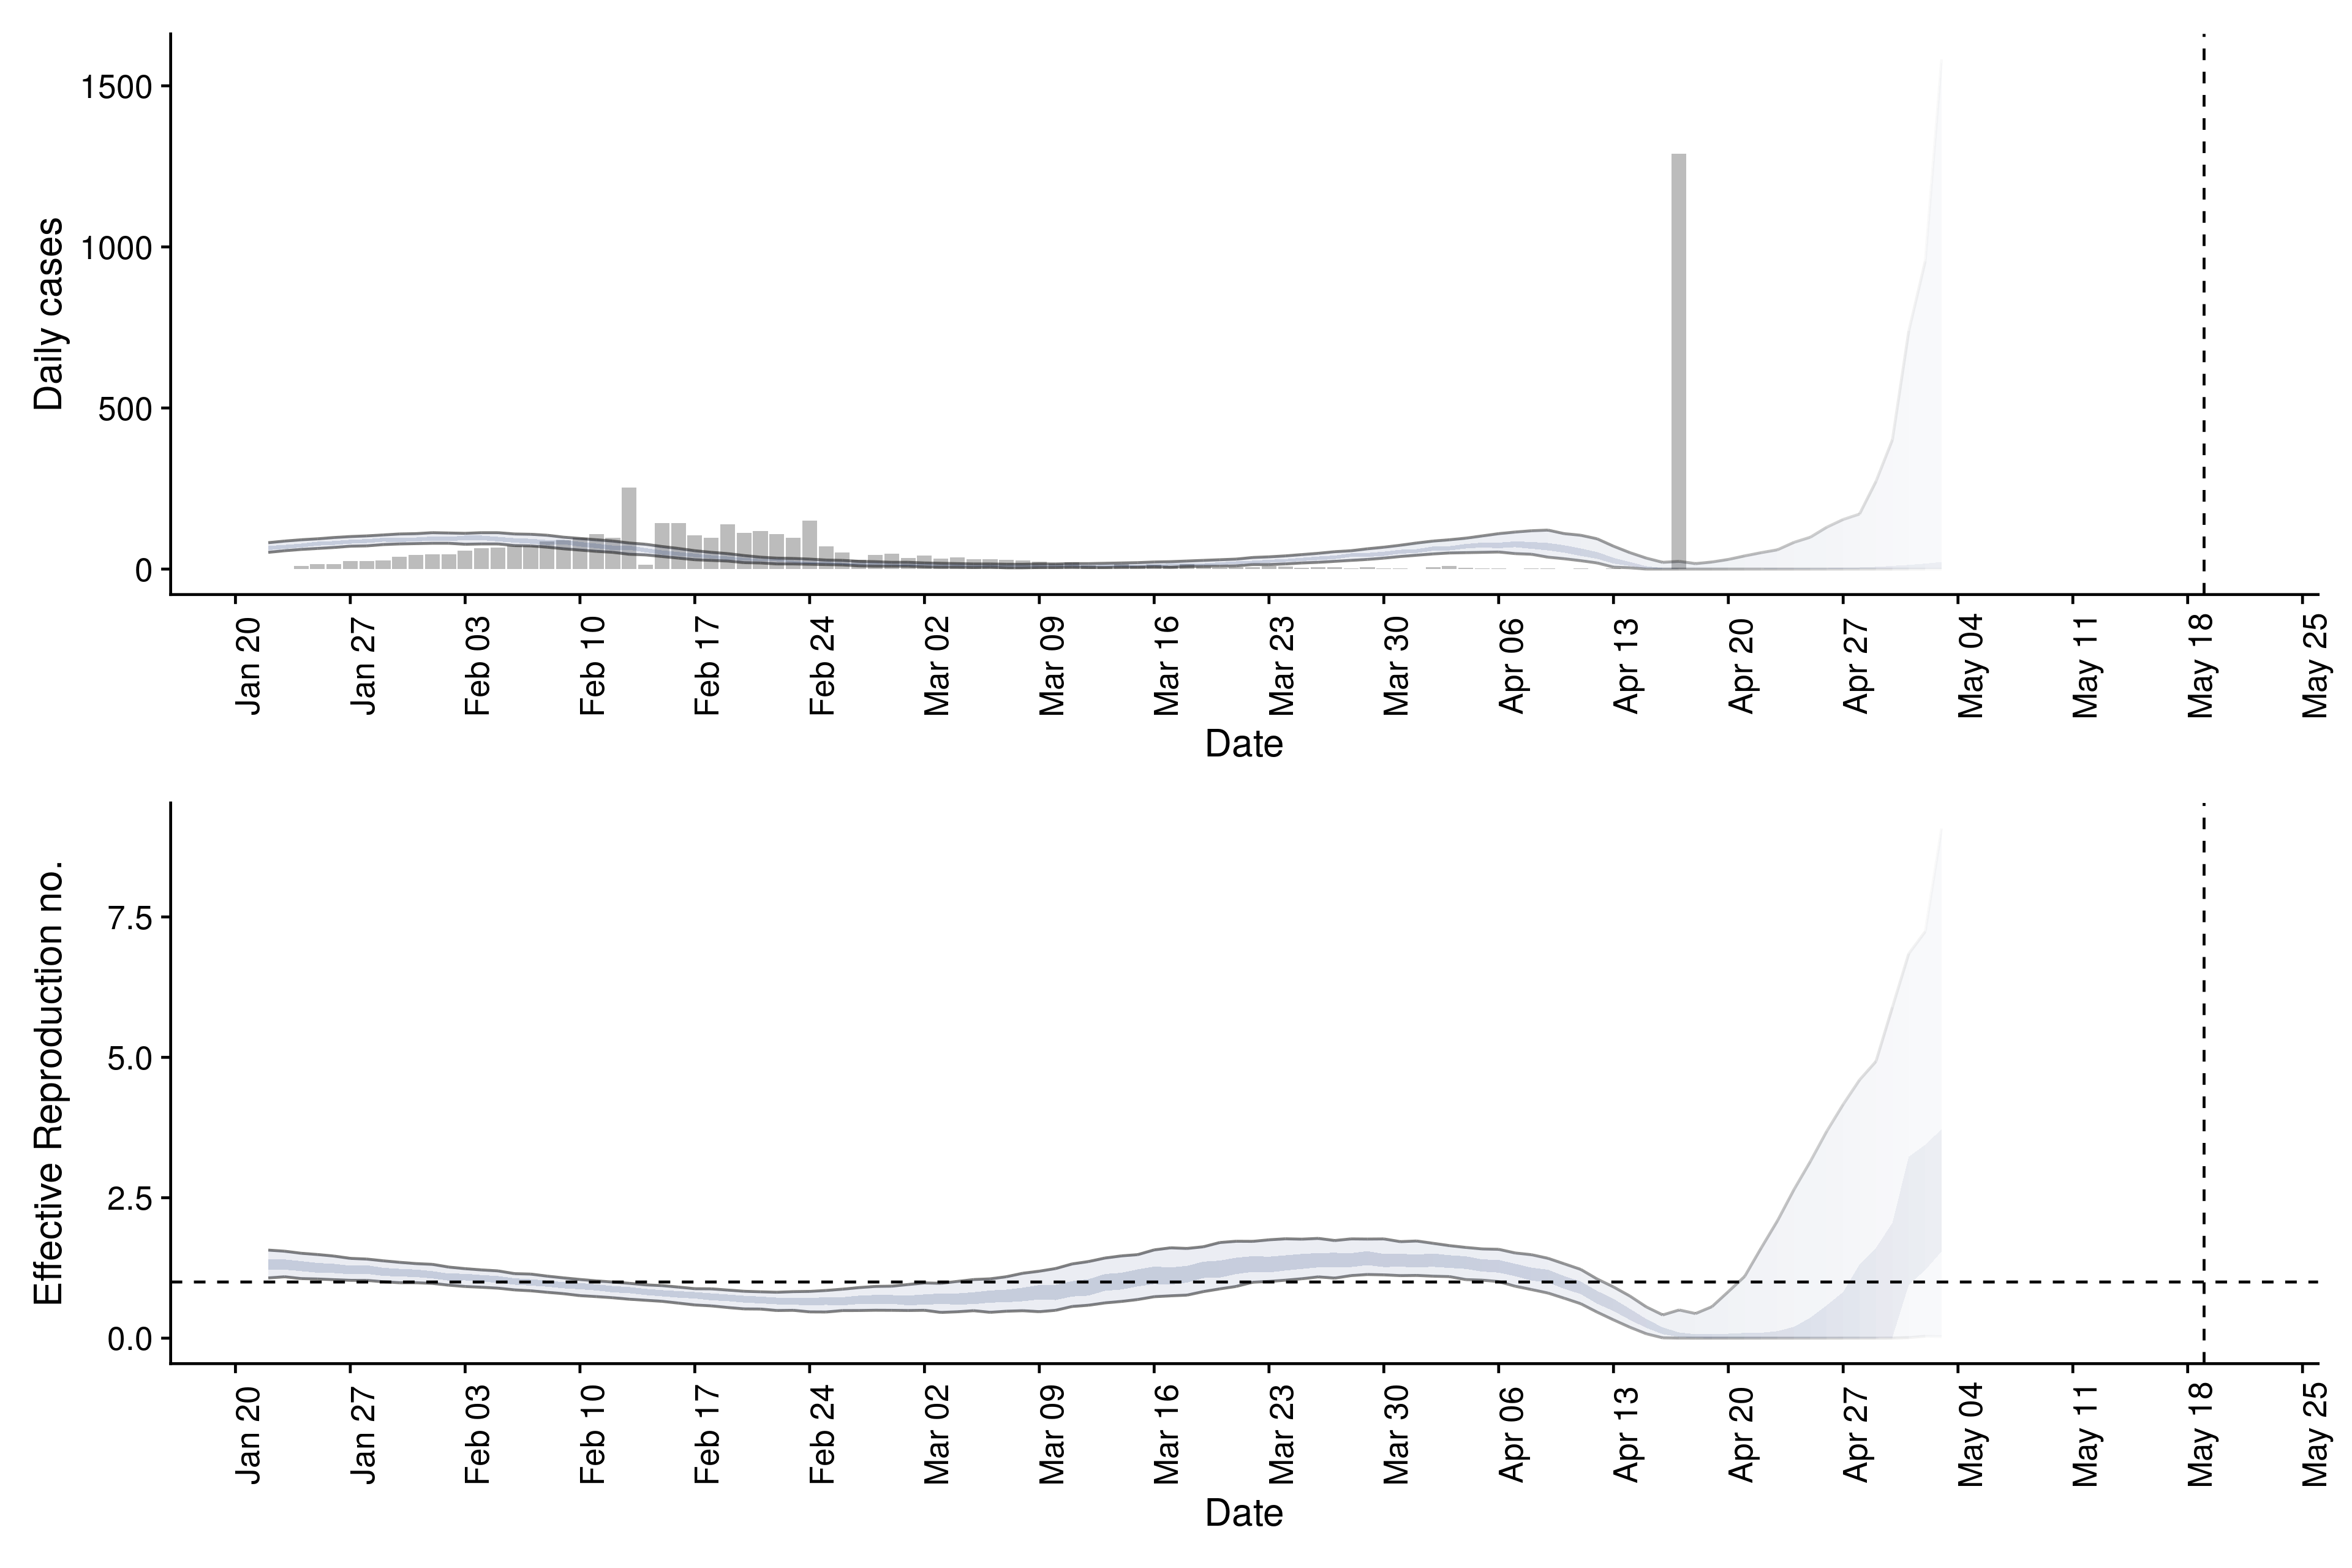 Daily cases
1500
1000
500
0
Jan 20
Jan 27
Feb 03
Feb 10
Feb 17
Feb 24
Mar 02
Mar 09
Mar 16
Mar 23
Mar 30
Apr 06
Apr 13
Apr 20
Apr 27
May 04
May 11
May 18
May 25
Date
Effective Reproduction no.
7.5
5.0
2.5
0.0
Jan 20
Jan 27
Feb 03
Feb 10
Feb 17
Feb 24
Mar 02
Mar 09
Mar 16
Mar 23
Mar 30
Apr 06
Apr 13
Apr 20
Apr 27
May 04
May 11
May 18
May 25
Date